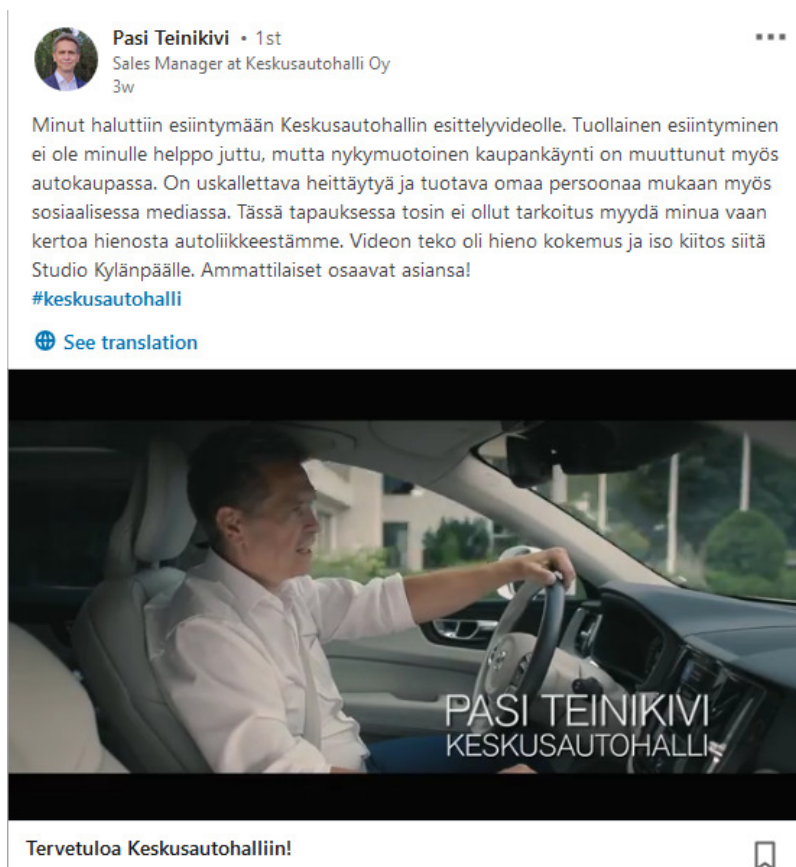 Pasi Teinikivi • 1st
Sales Manager at Keskusautohalli Oy
3w
Minut haluttiin esiintymään Keskusautohallin esittelyvideolle. Tuollainen esiintyminen
ei ole minulle helppo juttu, mutta nykymuotoinen kaupankäynti on muuttunut myös
autokaupassa. On uskallettava heittäytyä ja tuotava omaa persoonaa mukaan myös
sosiaalisessa mediassa. Tässä tapauksessa tosin ei ollut tarkoitus myydä minua vaan
kertoa hienosta autoliikkeestämme. Videon teko oli hieno kokemus ja iso kiitos siitä
Studio Kylänpäälle. Ammattilaiset osaavat asiansa!
#keskusautohalli
See translation
PASI TEINIKIVI
KESKUSAUTOHALLI
Tervetuloa Keskusautohalliin!